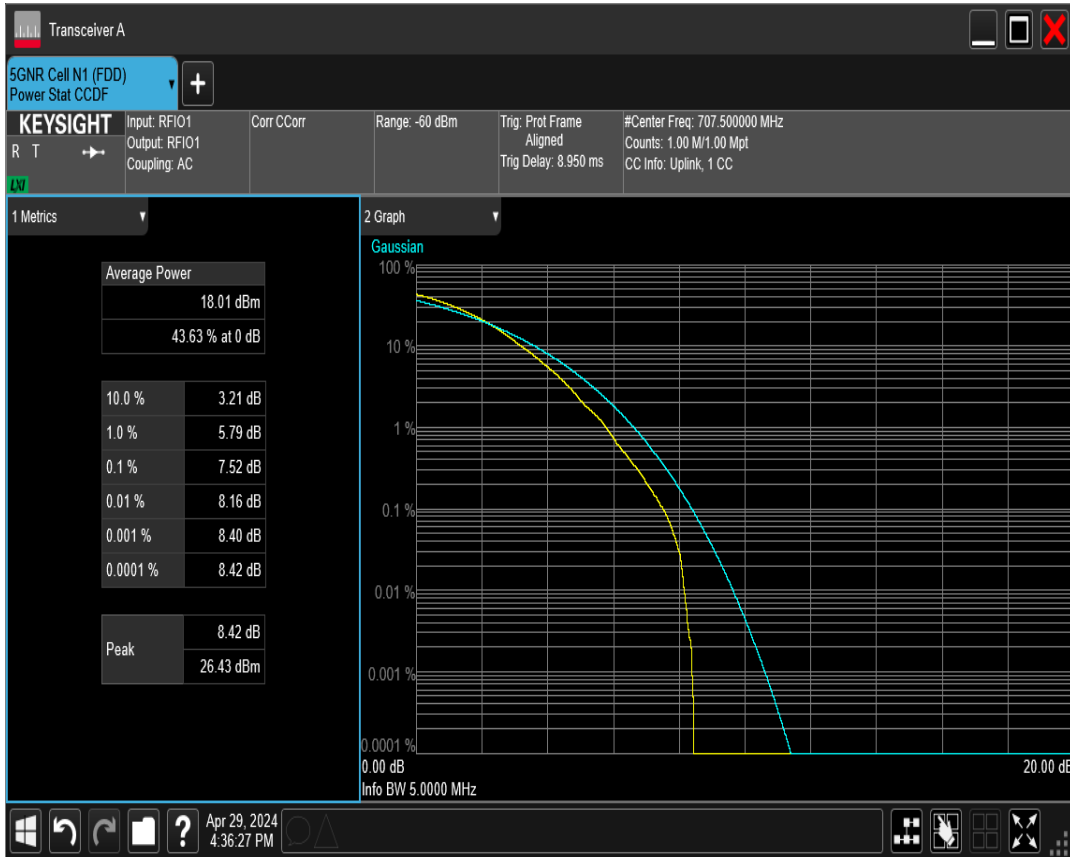 Transceiver A
5GNR Cell N1 (FDD)
Power Stat CCDF
KEYSIGHT
R T
LXI
Input: RFIO1
Output: RFIO1
Coupling: AC
Corr CCorr
Range: -60 dBm
Trig: Prot Frame
Aligned
Trig Delay: 8.950 ms
#Center Freq: 707.500000 MHz
Counts: 1.00 M/1.00 Mpt
CC Info: Uplink, 1 CC
1 Metrics
Average Power
18.01 dBm
43.63 % at 0 dB
10.0 % 3.21 dB
1.0 % 5.79 dB
0.1 % 7.52 dB
0.01 % 8.16 dB
0.001 % 8.40 dB
0.0001 % 8.42 dB
Peak
8.42 dB
26.43 dBm
2 Graph
Gaussian
100 %
10 %
1 %
0.1 %
0.01 %
0.001 %
0.0001 %
0.00 dB 20.00 dB
Info BW 5.0000 MHz
?
Apr 29, 2024
4:36:27 PM